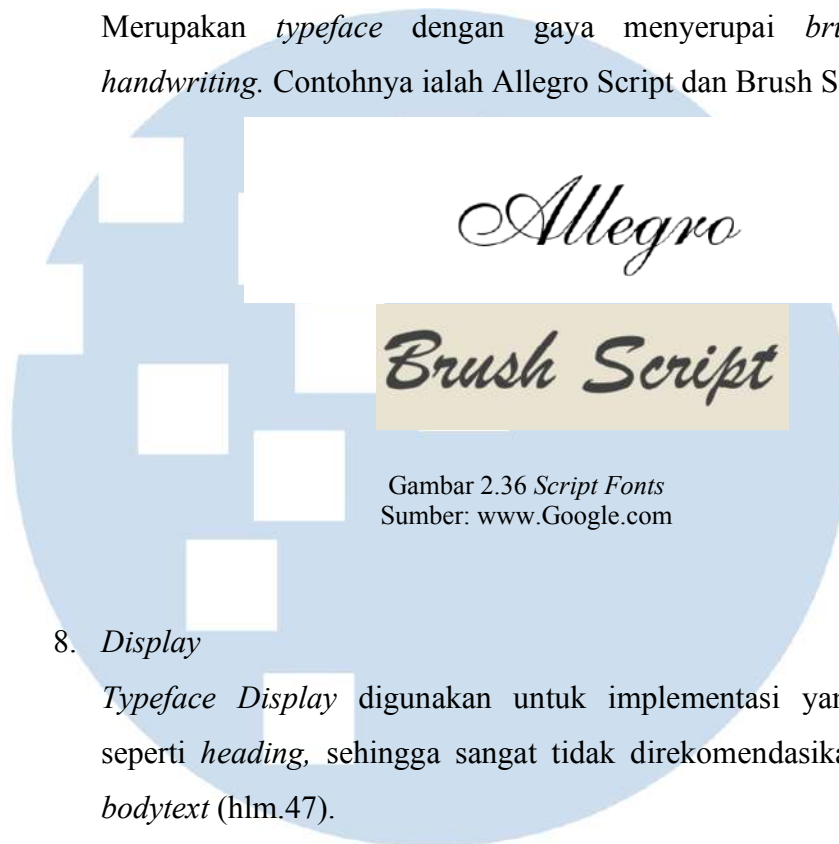 Merupakan typeface dengan gaya menyerupai
handwriting. Contohnya ialah Allegro Script dan Brush
Allegro
Brush Script
Gambar 2.36 Script Fonts
Sumber: www.Google.com
8. Display
Typeface Display digunakan untuk implementasi
seperti heading, sehingga sangat tidak
bodytext (hlm.47).